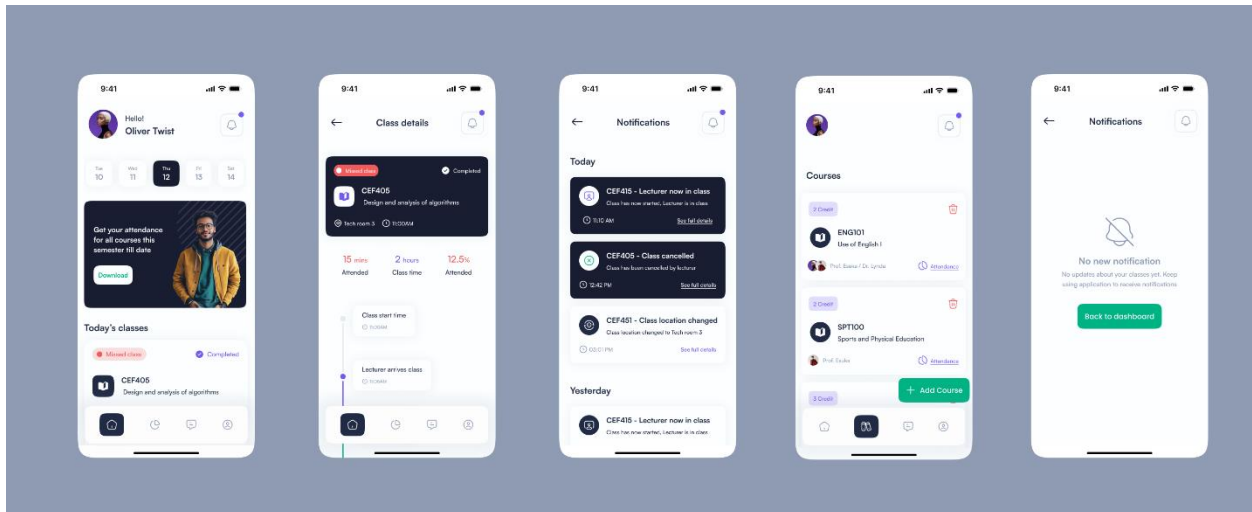 9:41
Hello!
Oliver Twist
Tue Wed Thu Fri Sat
10 11 12 13 14
Get your attendance
for all courses this
semester till date
Download
Today's classes
Missed class Completed
CEF405
Design and analysis of algorithms
9:41
Class details
Missed class Completed
CEF405
Design and analysis of algorithms
Tech room 3 11:00AM
15 mins 2 hours 12.5%
Attended Class time Attended
Class start time
Lecturer arrives class
9:41
Notifications
Today
CEF415 - Lecturer now in class
Class has now started, Lecturer is in class
11:10 AM See full details
CEF405 - Class cancelled
Class has been cancelled by lecturer
12:42 PM See full details
CEF451 - Class location changed
Class location changed to Tech room 3
03:01 PM See full details
Yesterday
CEF415 - Lecturer now in class
Class has now started, Lecturer is in class
9:41
Courses
2 Credit
ENG101
Use of English I
Attendance
2 Credit
SPT100
Sports and Physical Education
Attendance
3 Credit
+ Add Course
9:41
Notifications
No new notification
No updates about your classes yet. Keep
using application to receive notifications
Back to dashboard